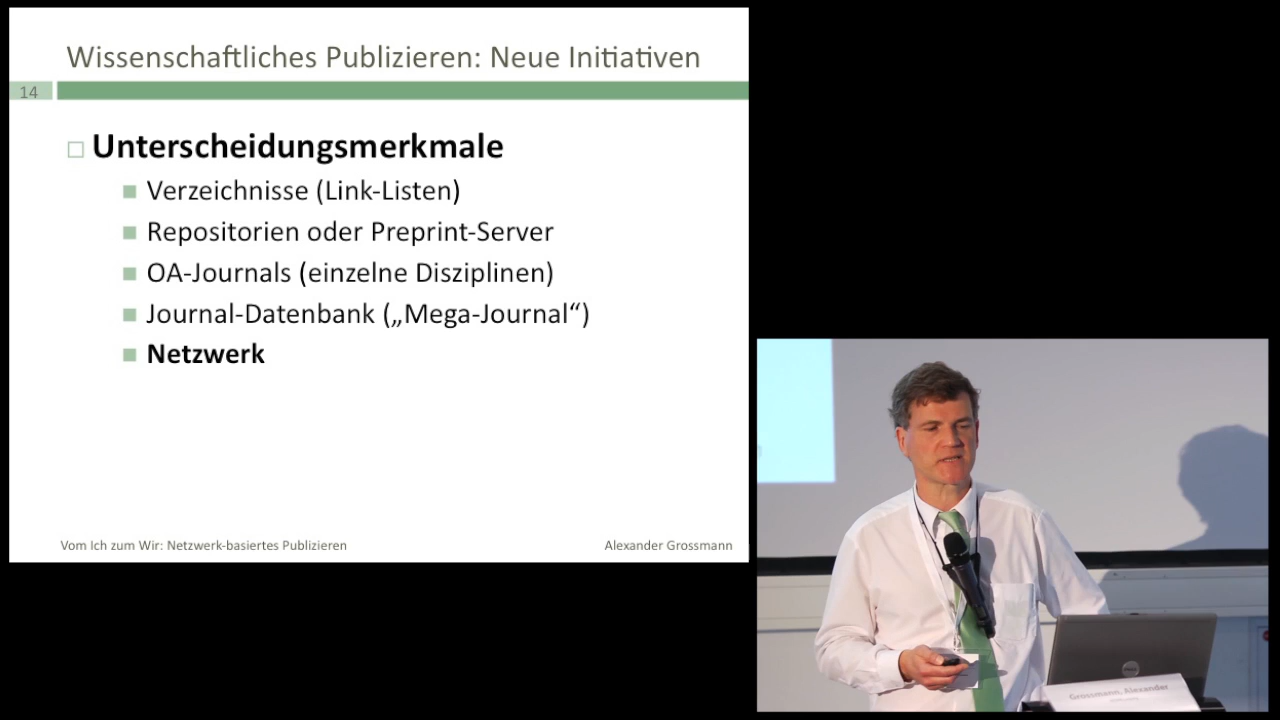 Wissenschaftliches Publizieren: Neue Initiativen
14
Unterscheidungsmerkmale
Verzeichnisse (Link-Listen)
Repositorien oder Preprint-Server
OA-Journals (einzelne Disziplinen)
Journal-Datenbank („Mega-Journal“)
Netzwerk
Vom Ich zum Wir: Netzwerk-basiertes Publizieren
Alexander Grossmann
Grossmann, Alexander